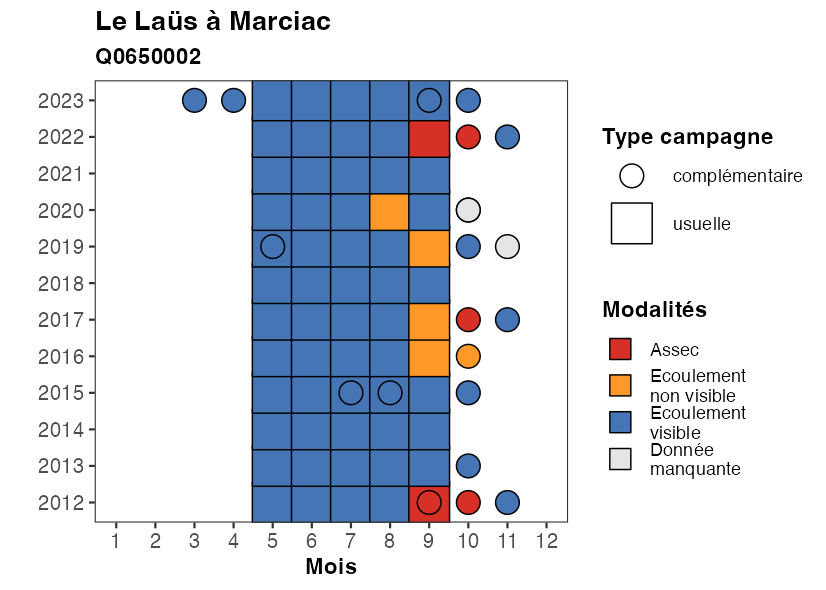 Le Laüs à Marciac
Q0650002
2023
2022
2021
2020
2019
2018
2017
2016
2015
2014
2013
2012
1 2 3 4 5 6 7 8 9 10 11 12
Mois
Type campagne
complémentaire
usuelle
Modalités
Assec
Ecoulement
non visible
Ecoulement
visible
Donnée
manquante